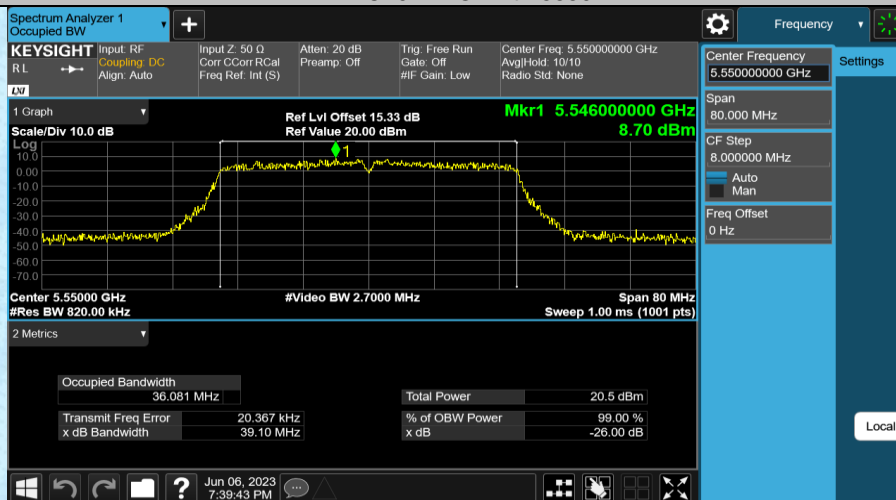 Spectrum Analyzer 1
Occupied BW
+
Frequency
KEYSIGHT
R L
LXI
Input: RF
Coupling: DC
Align: Auto
Input Z: 50 Ω
Corr CCorr RCal
Freq Ref: Int (S)
Atten: 20 dB
Preamp: Off
Trig: Free Run
Gate: Off
#IF Gain: Low
Center Freq: 5.550000000 GHz
Avg|Hold: 10/10
Radio Std: None
Center Frequency
5.550000000 GHz
Settings
Span
80.000 MHz
CF Step
8.000000 MHz
Auto
Man
Freq Offset
0 Hz
1 Graph
Scale/Div 10.0 dB
Ref Lvl Offset 15.33 dB
Ref Value 20.00 dBm
Mkr1 5.546000000 GHz
8.70 dBm
Log
1
10.0
0.00
-10.0
-20.0
-30.0
-40.0
-50.0
-60.0
-70.0
Center 5.55000 GHz
#Res BW 820.00 kHz
#Video BW 2.7000 MHz
Span 80 MHz
Sweep 1.00 ms (1001 pts)
2 Metrics
Occupied Bandwidth
36.081 MHz
Total Power 20.5 dBm
Transmit Freq Error 20.367 kHz
% of OBW Power 99.00 %
x dB Bandwidth 39.10 MHz
x dB -26.00 dB
Local
?
Jun 06, 2023
7:39:43 PM